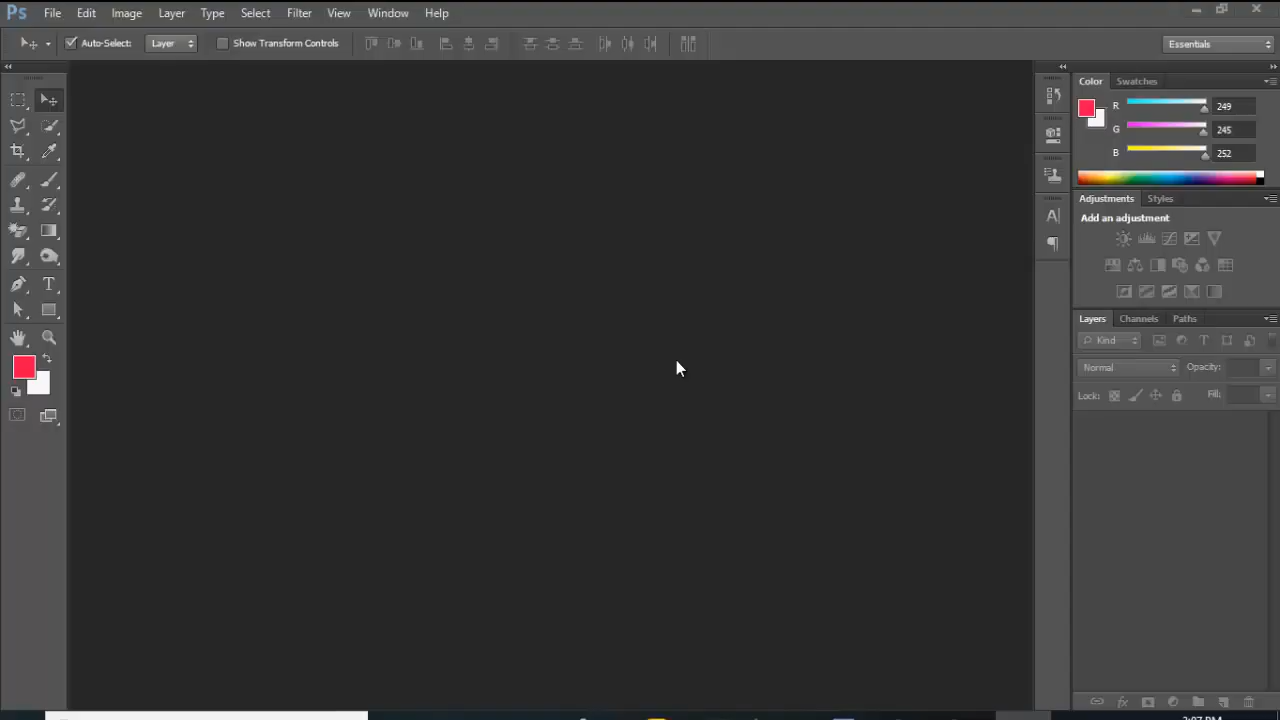 Ps File Edit Image Layer Type Select Filter View Window Help
Auto-Select: Layer Show Transform Controls Essentials
Color Swatches
R 249
G 245
B 252
Adjustments Styles
Add an adjustment
Layers Channels Paths
Kind T
Normal Opacity:
Lock: Fill:
fx